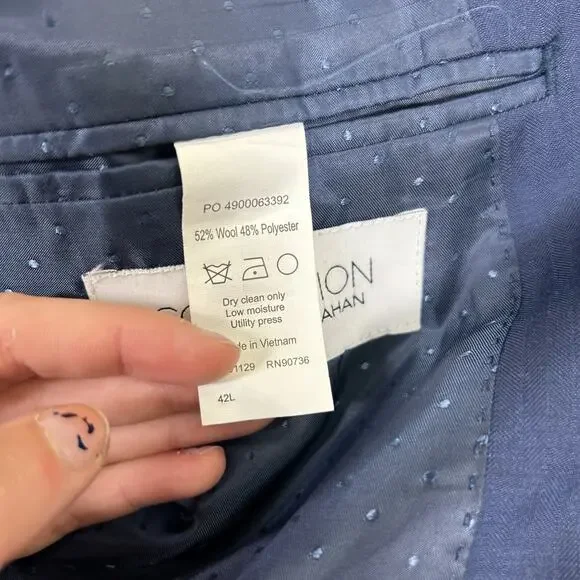 PO 4900063392
52% Wool 48% Polyester
Dry clean only
Low moisture
Utility press
de in Vietnam
1129 RN90736
42L
ION
AHAN